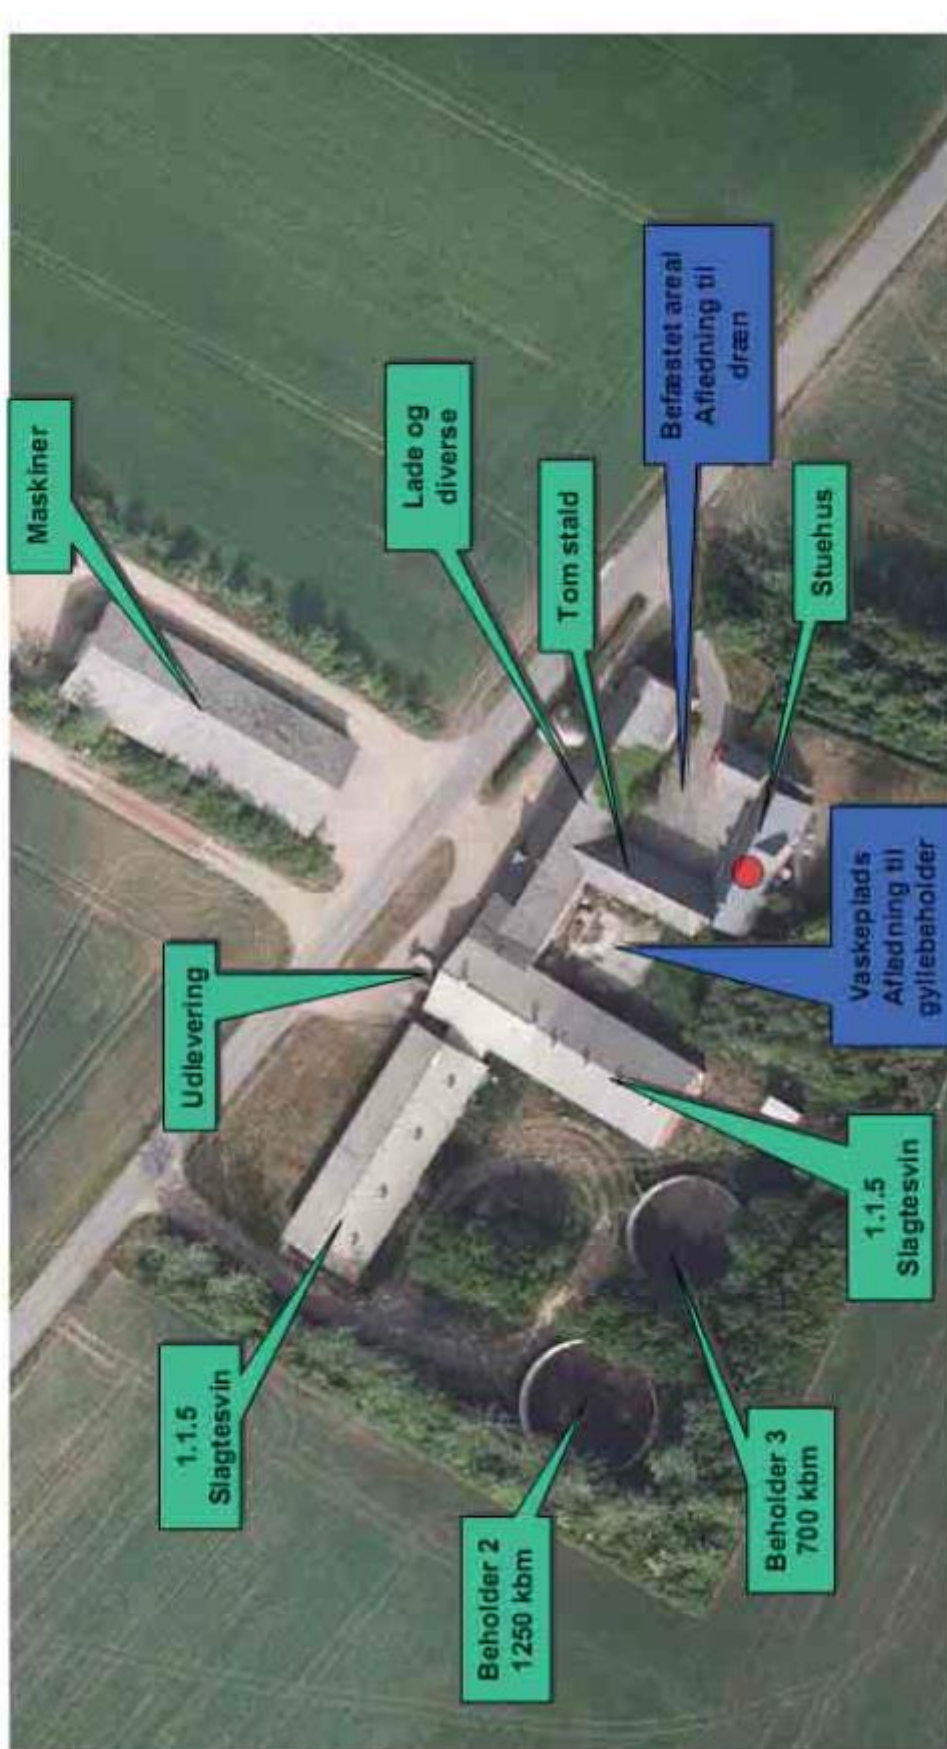 Maskiner
Lade og
diverse
Tom stald
Befæstet areal
Afledning til
dræn
Stuehus
Udlevering
Vaskeplads
Afledning til
gyllebeholder
1.1.5
Slagtesvin
1.1.5
Slagtesvin
Beholder 2
1250 kbm
Beholder 3
700 kbm